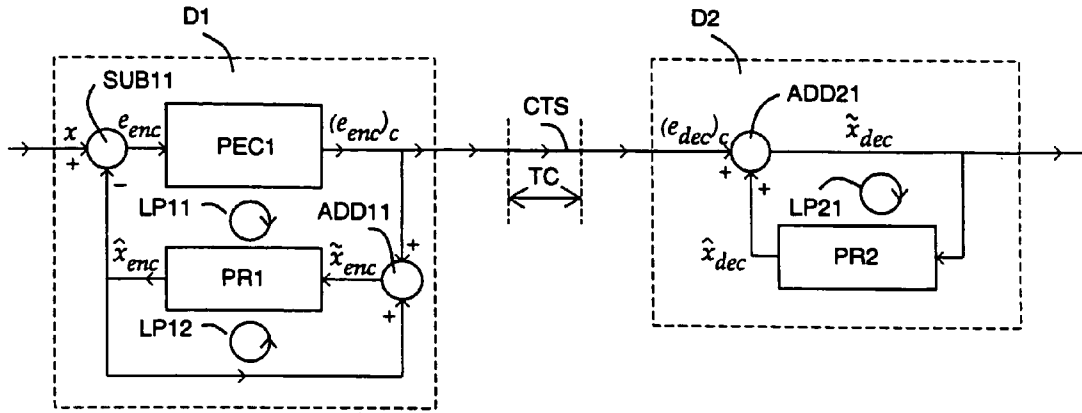 D1
D2
SUB11
ADD21
CTS
x
e_enc
PEC1
(e_enc)_c
(e_dec)_c
x̃_dec
+
−
+
+
TC
LP11
ADD11
LP21
+
x̂_enc
PR1
x̃_enc
x̂_dec
PR2
+
LP12